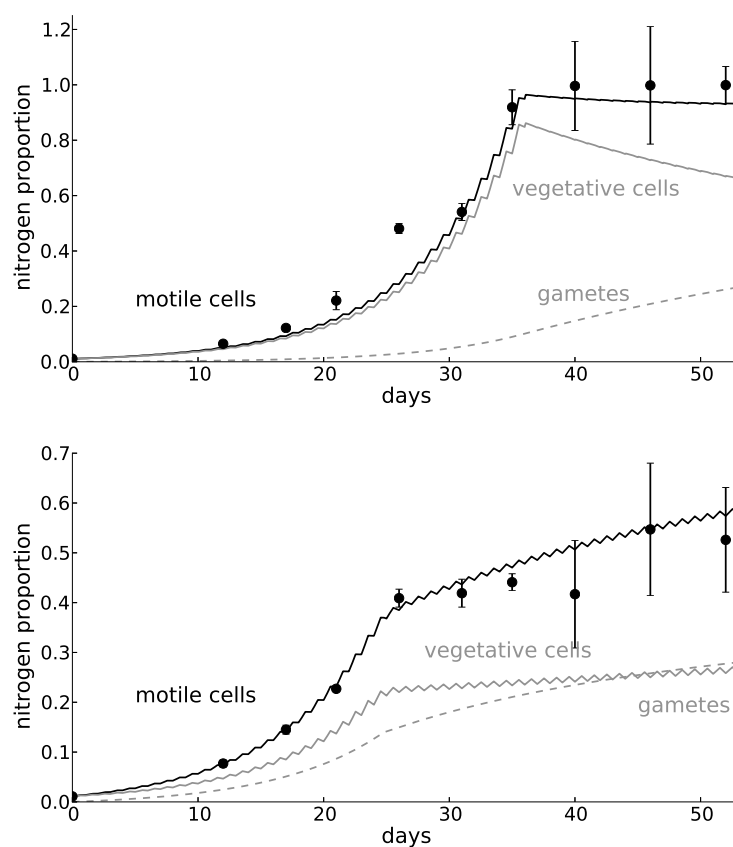 1.2
1.0
0.8
0.6
0.4
0.2
0.0
nitrogen proportion
vegetative cells
motile cells
gametes
0 10 20 30 40 50
days
0.7
0.6
0.5
0.4
0.3
0.2
0.1
0.0
nitrogen proportion
vegetative cells
motile cells
gametes
0 10 20 30 40 50
days